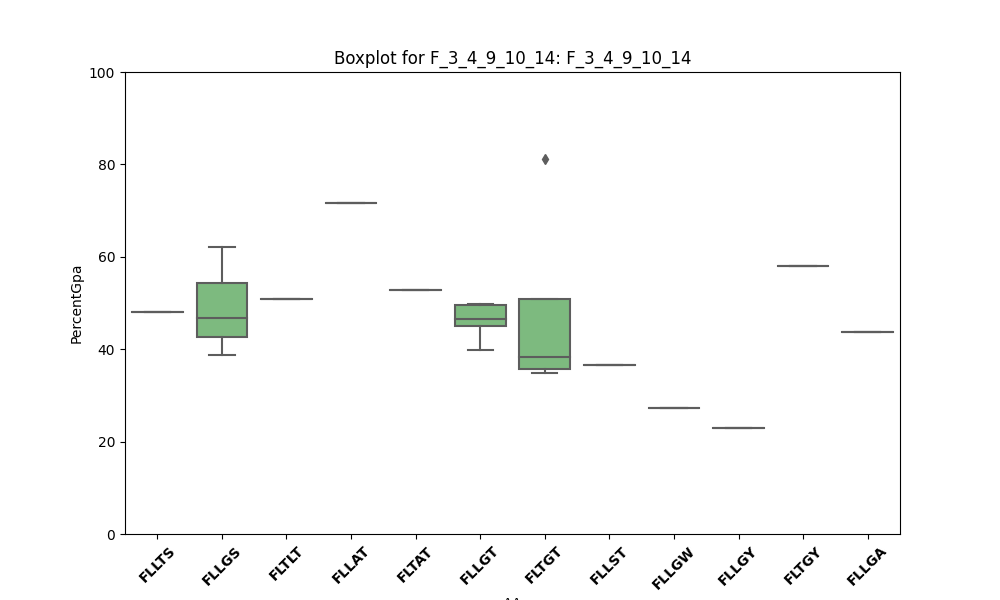 Boxplot for F_3_4_9_10_14: F_3_4_9_10_14
100
80
60
40
20
0
PercentGpa
FLLTS
FLLGS
FLTLT
FLLAT
FLTAT
FLLGT
FLTGT
FLLST
FLLGW
FLLGY
FLTGY
FLLGA